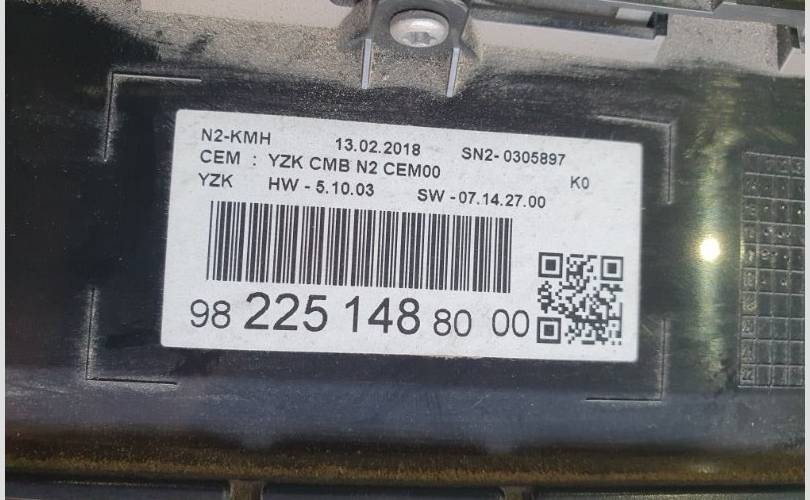 N2-KMH 13.02.2018 SN2- 0305897
CEM : YZK CMB N2 CEM00 K0
YZK HW - 5.10.03 SW - 07.14.27.00
98 225 148 80 00